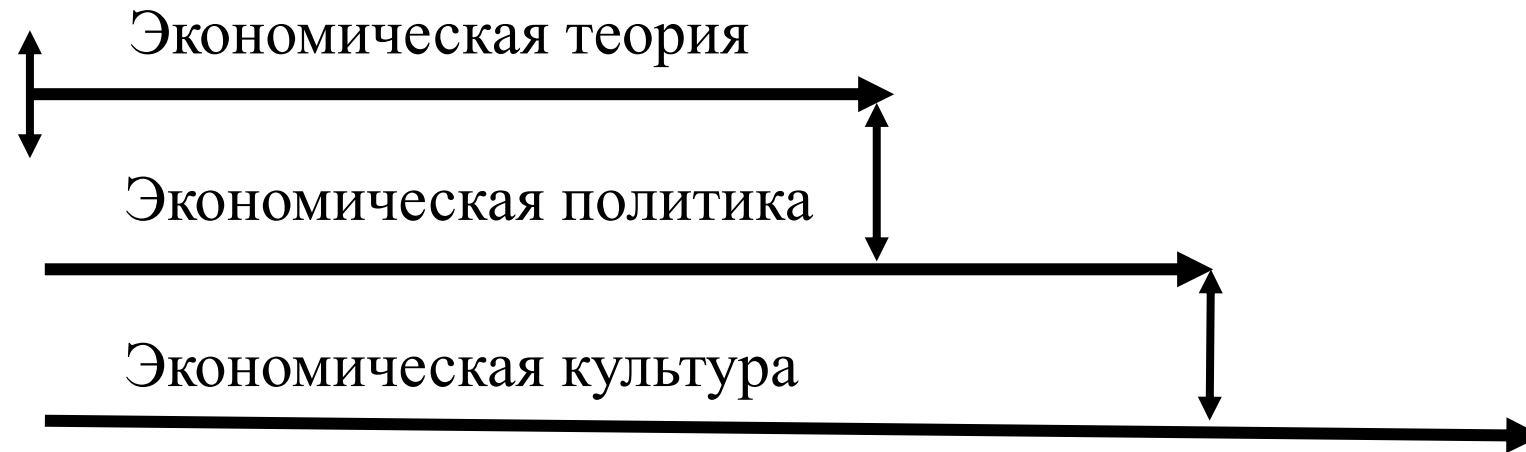 Экономическая теория
Экономическая политика
Экономическая культура